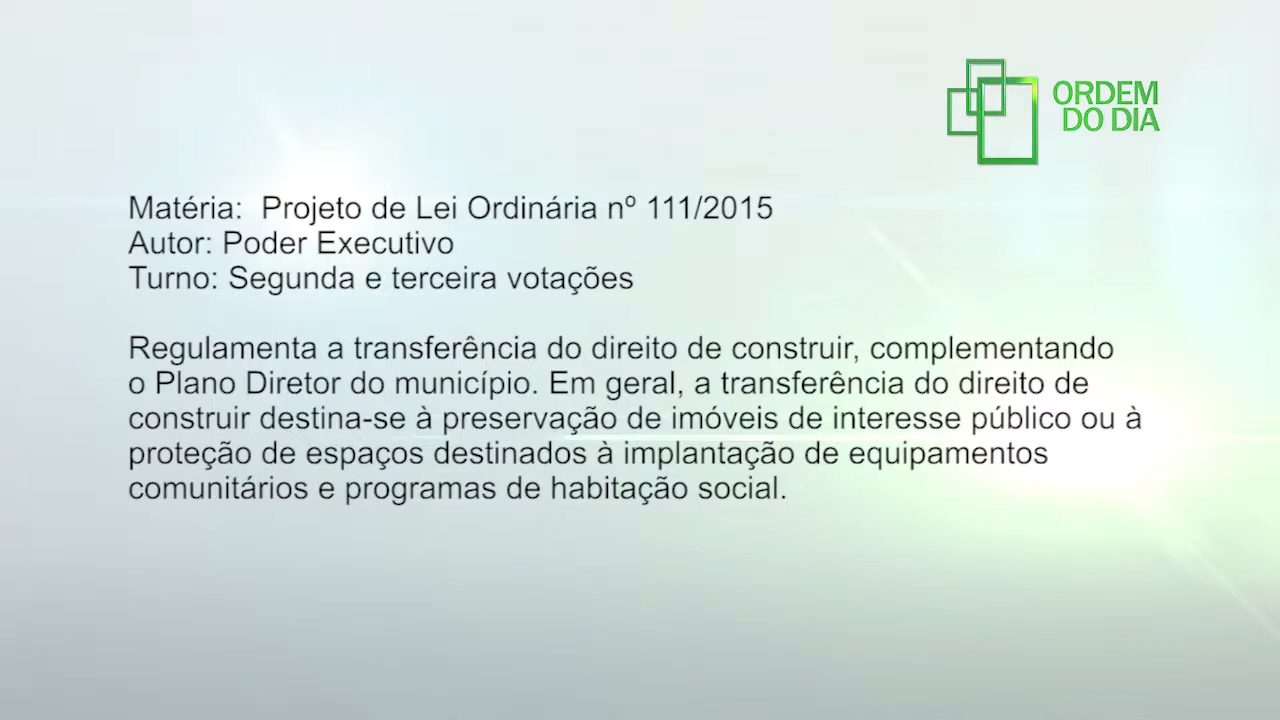 ORDEM
DO DIA
Matéria:  Projeto de Lei Ordinária nº 111/2015
Autor: Poder Executivo
Turno: Segunda e terceira votações
Regulamenta a transferência do direito de construir, complementando
o Plano Diretor do município. Em geral, a transferência do direito de
construir destina-se à preservação de imóveis de interesse público ou à
proteção de espaços destinados à implantação de equipamentos
comunitários e programas de habitação social.